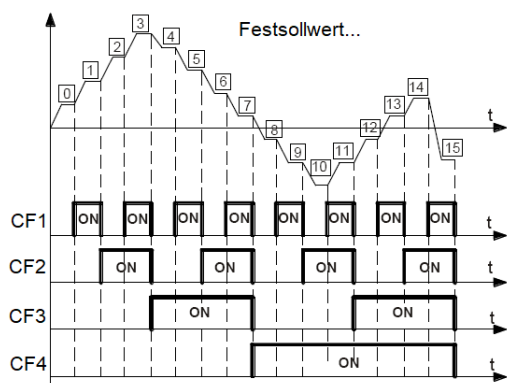 Festsollwert...
0
1
2
3
4
5
6
7
8
9
10
11
12
13
14
15
t
CF1
ON ON ON ON ON ON ON ON
t
CF2
ON ON ON ON
t
CF3
ON ON
t
CF4
ON
t